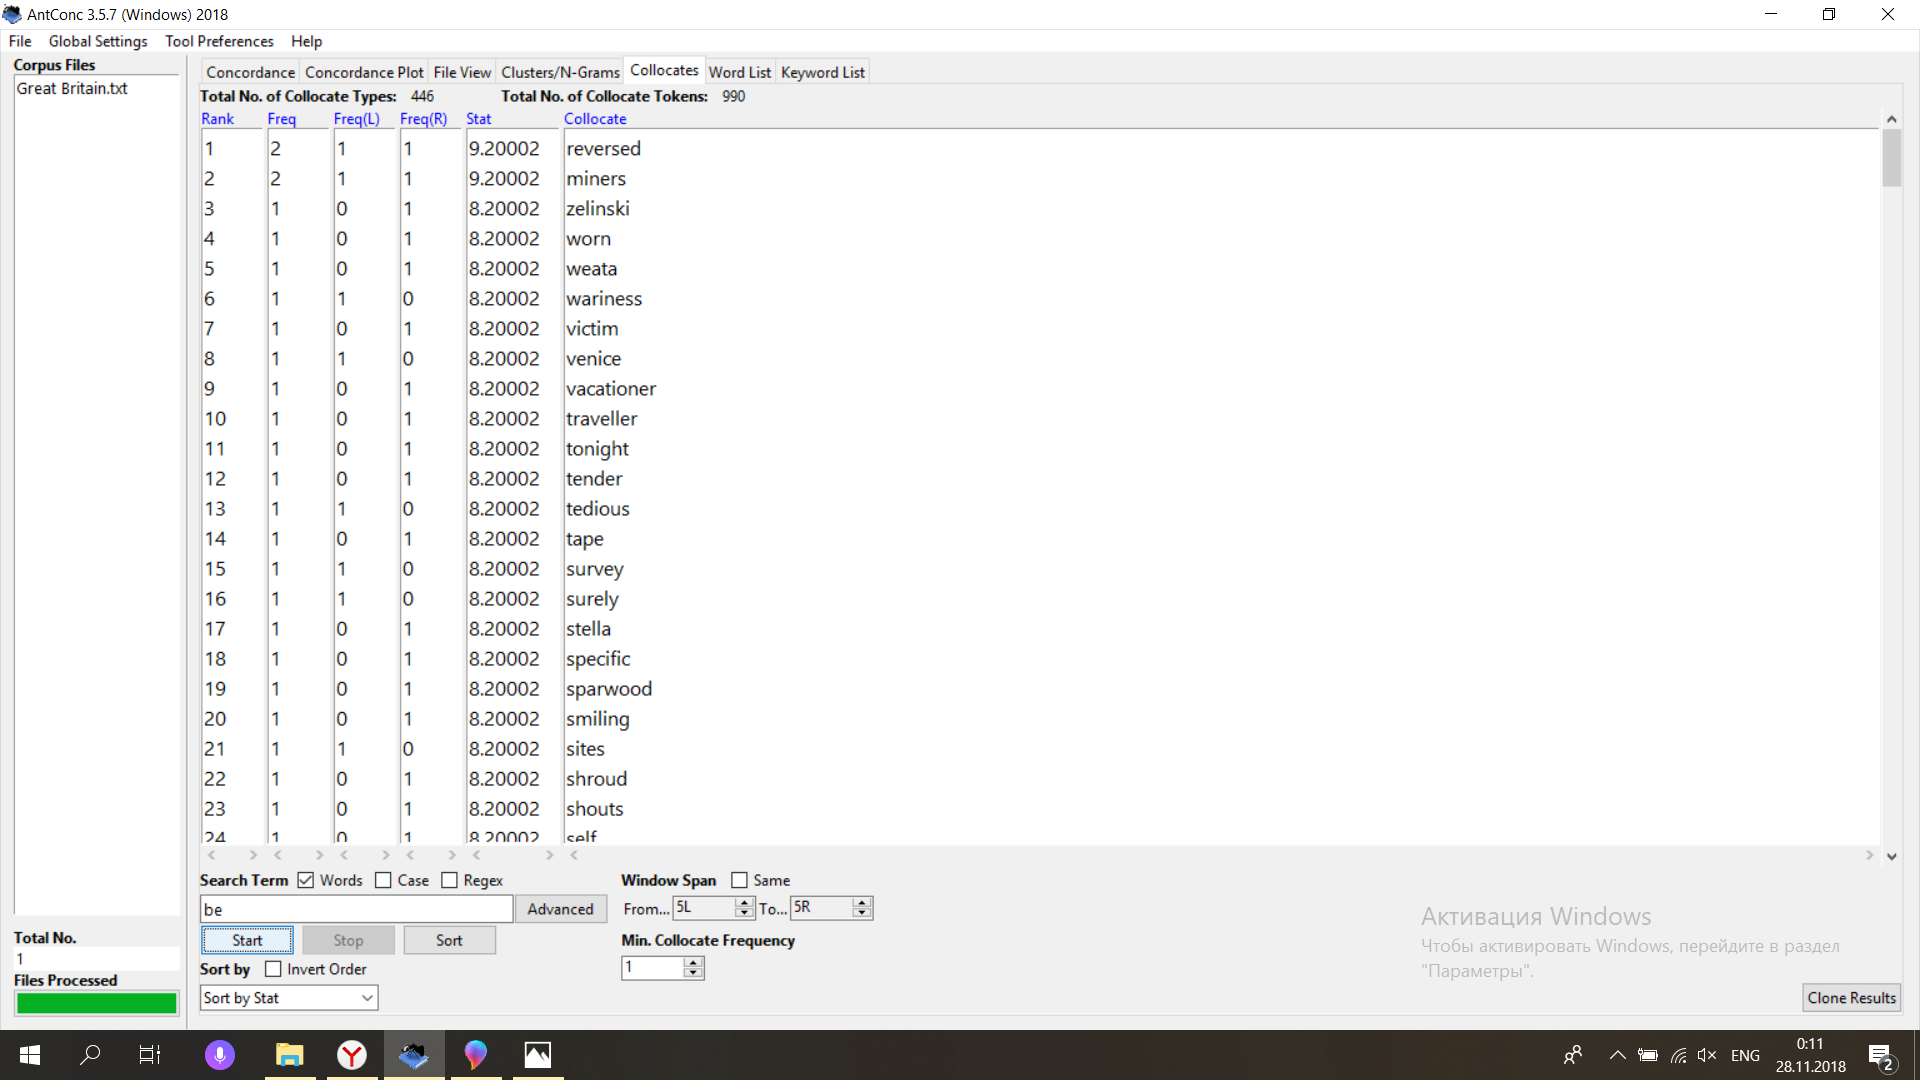 AntConc 3.5.7 (Windows) 2018
File Global Settings Tool Preferences Help
Corpus Files
Great Britain.txt
Concordance Concordance Plot File View Clusters/N-Grams Collocates Word List Keyword List
Total No. of Collocate Types: 446 Total No. of Collocate Tokens: 990
Rank Freq Freq(L) Freq(R) Stat Collocate
1 2 1 1 9.20002 reversed
2 2 1 1 9.20002 miners
3 1 0 1 8.20002 zelinski
4 1 0 1 8.20002 worn
5 1 0 1 8.20002 weata
6 1 1 0 8.20002 wariness
7 1 0 1 8.20002 victim
8 1 1 0 8.20002 venice
9 1 0 1 8.20002 vacationer
10 1 0 1 8.20002 traveller
11 1 0 1 8.20002 tonight
12 1 0 1 8.20002 tender
13 1 1 0 8.20002 tedious
14 1 0 1 8.20002 tape
15 1 1 0 8.20002 survey
16 1 1 0 8.20002 surely
17 1 0 1 8.20002 stella
18 1 0 1 8.20002 specific
19 1 0 1 8.20002 sparwood
20 1 0 1 8.20002 smiling
21 1 1 0 8.20002 sites
22 1 0 1 8.20002 shroud
23 1 0 1 8.20002 shouts
24 1 0 1 8.20002 self
Search Term Words Case Regex
be Advanced
Start Stop Sort
Sort by Invert Order
Sort by Stat
Window Span Same
From... 5L To... 5R
Min. Collocate Frequency
1
Total No.
1
Files Processed
Активация Windows
Чтобы активировать Windows, перейдите в раздел
"Параметры".
Clone Results
ENG
0:11
28.11.2018
2